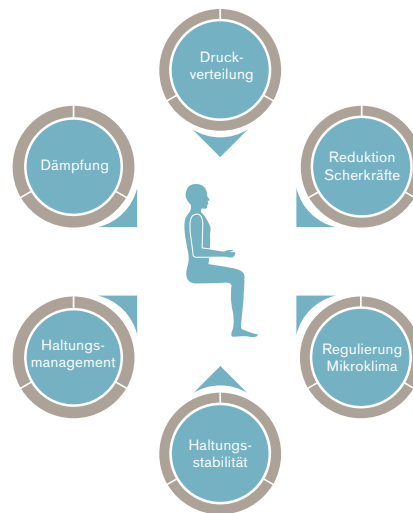 Druck-
verteilung
Dämpfung
Reduktion
Scherkräfte
Haltungs-
management
Regulierung
Mikroklima
Haltungs-
stabilität